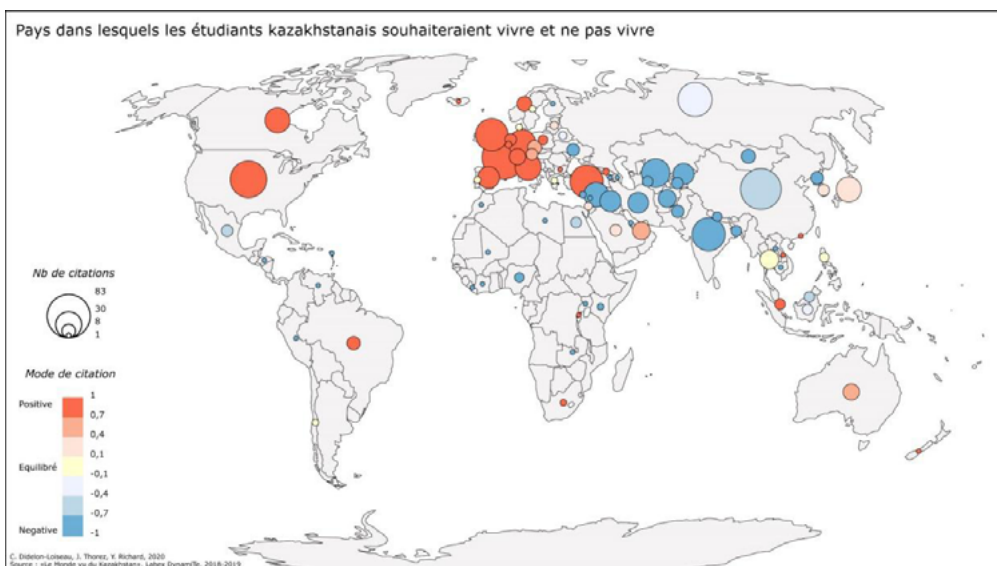 Pays dans lesquels les étudiants kazakhstanais souhaiteraient vivre et ne pas vivre
Nb de citations
83
30
8
1
Mode de citation
Positive
1
0,7
0,4
0,1
Equilibré
-0,1
-0,4
-0,7
Negative
-1
C. Didelon-Loiseau, J. Thorez, Y. Richard, 2020
Source : «Le Monde vu du Kazakhstan», Labex DynamiTe, 2018-2019